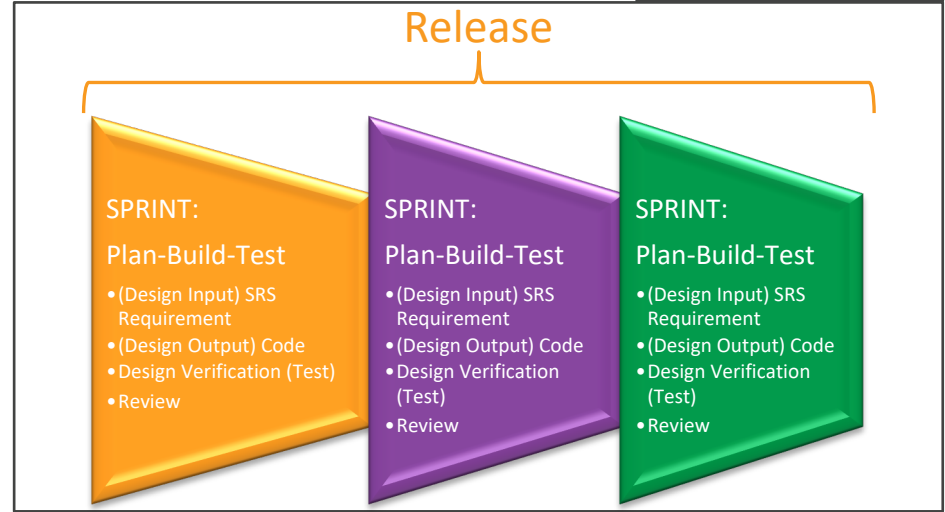 Release
SPRINT:
Plan-Build-Test
•(Design Input) SRS
Requirement
•(Design Output) Code
•Design Verification (Test)
•Review
SPRINT:
Plan-Build-Test
•(Design Input) SRS
Requirement
•(Design Output) Code
•Design Verification
(Test)
•Review
SPRINT:
Plan-Build-Test
•(Design Input) SRS
Requirement
•(Design Output) Code
•Design Verification
(Test)
•Review